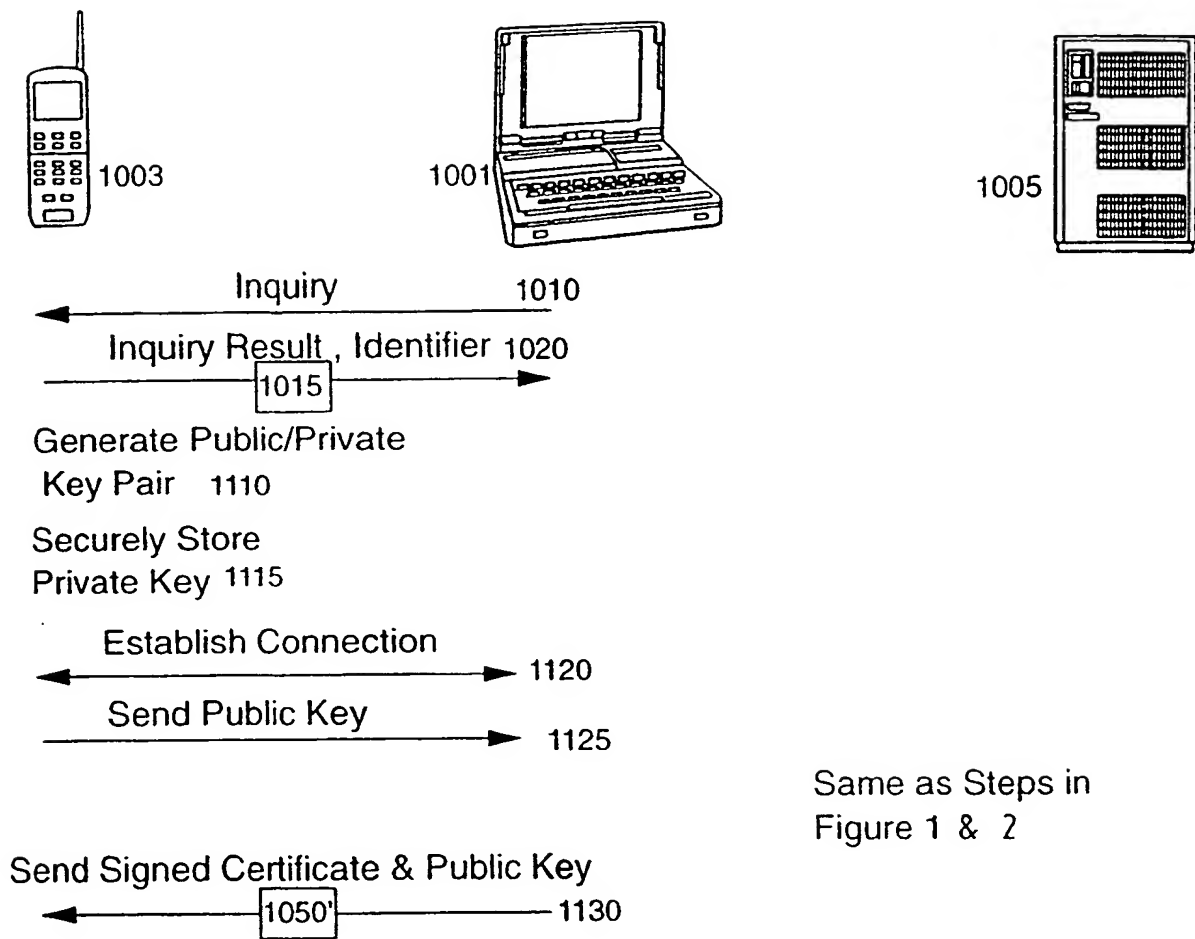 1003
1001
1005
Inquiry 1010
Inquiry Result , Identifier 1020
1015
Generate Public/Private
Key Pair 1110
Securely Store
Private Key 1115
Establish Connection
1120
Send Public Key
1125
Same as Steps in
Figure 1 & 2
Send Signed Certificate & Public Key
1050' 1130